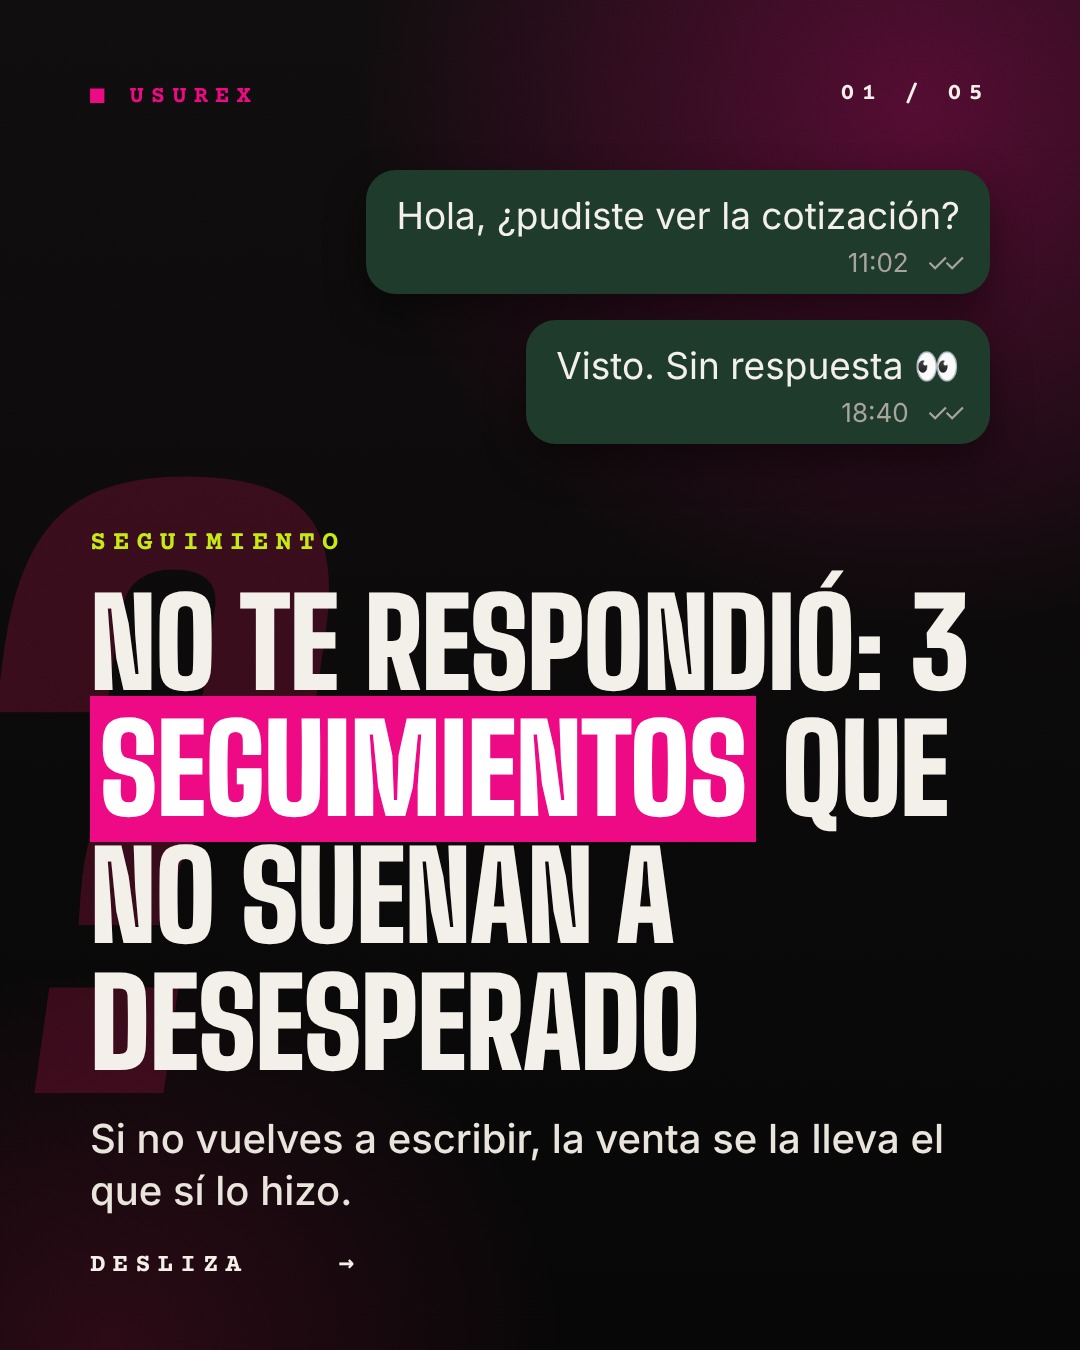 USUREX
01 / 05
Hola, ¿pudiste ver la cotización?
11:02
Visto. Sin respuesta 👀
18:40
SEGUIMIENTO
NO TE RESPONDIÓ: 3
SEGUIMIENTOS QUE
NO SUENAN A
DESESPERADO
Si no vuelves a escribir, la venta se la lleva el
que sí lo hizo.
DESLIZA →